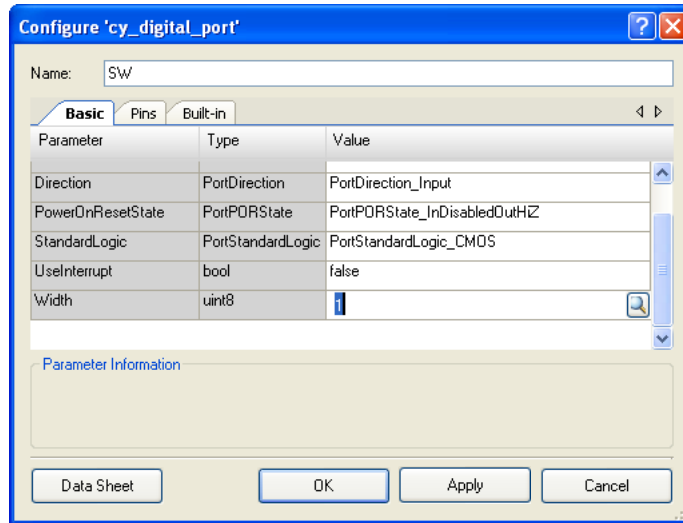 Configure 'cy_digital_port'
Name: SW
Basic Pins Built-in
Parameter Type Value
Direction PortDirection PortDirection_Input
PowerOnResetState PortPORState PortPORState_InDisabledOutHiZ
StandardLogic PortStandardLogic PortStandardLogic_CMOS
UseInterrupt bool false
Width uint8 1
Parameter Information
Data Sheet OK Apply Cancel